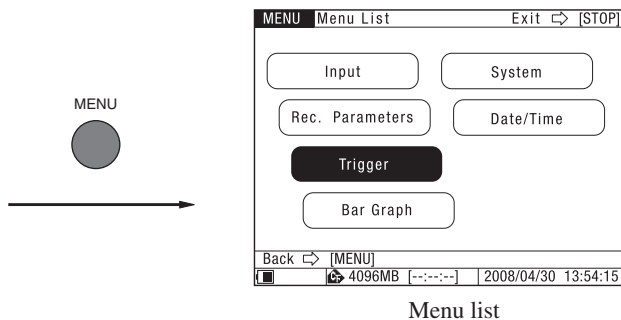 MENU Menu List Exit ⇨ [STOP]
Input System
MENU
Rec. Parameters Date/Time
Trigger
Bar Graph
Back ⇨ [MENU]
CF 4096MB [--:--:--] 2008/04/30 13:54:15
Menu list